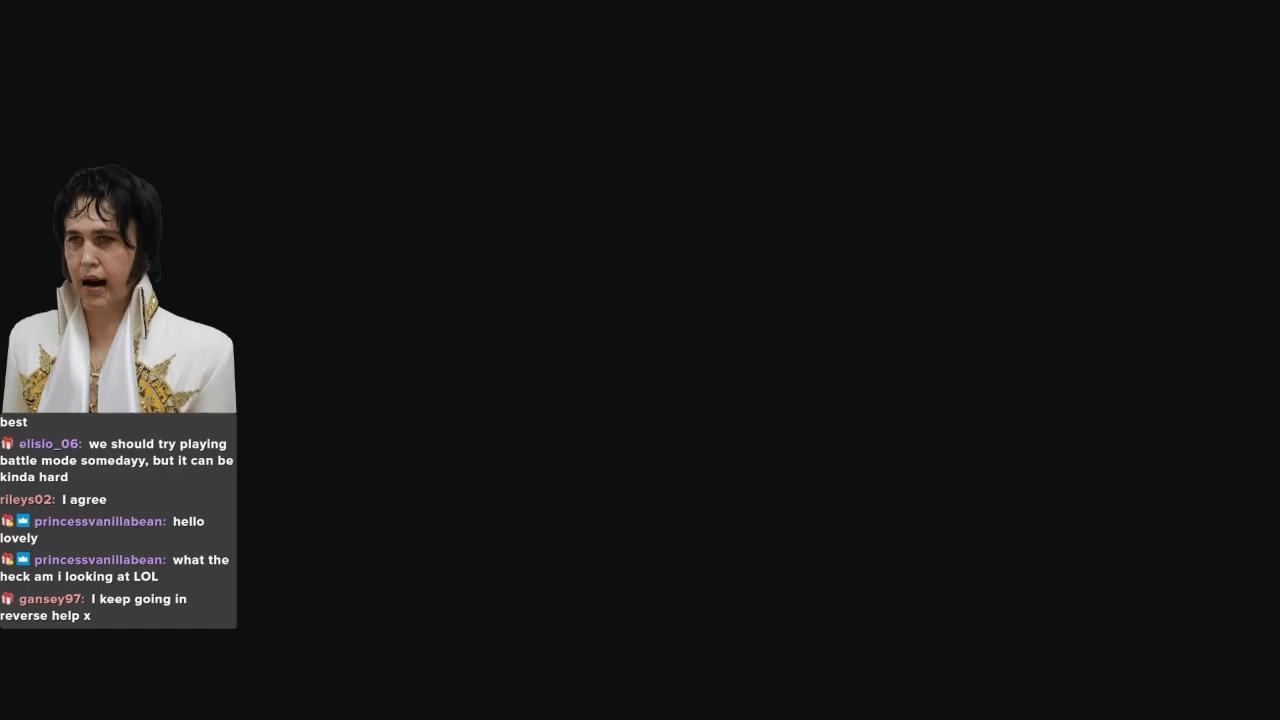 best
elisio_06: we should try playing
battle mode somedayy, but it can be
kinda hard
rileys02: I agree
princessvanillabean: hello
lovely
princessvanillabean: what the
heck am i looking at LOL
gansey97: I keep going in
reverse help x